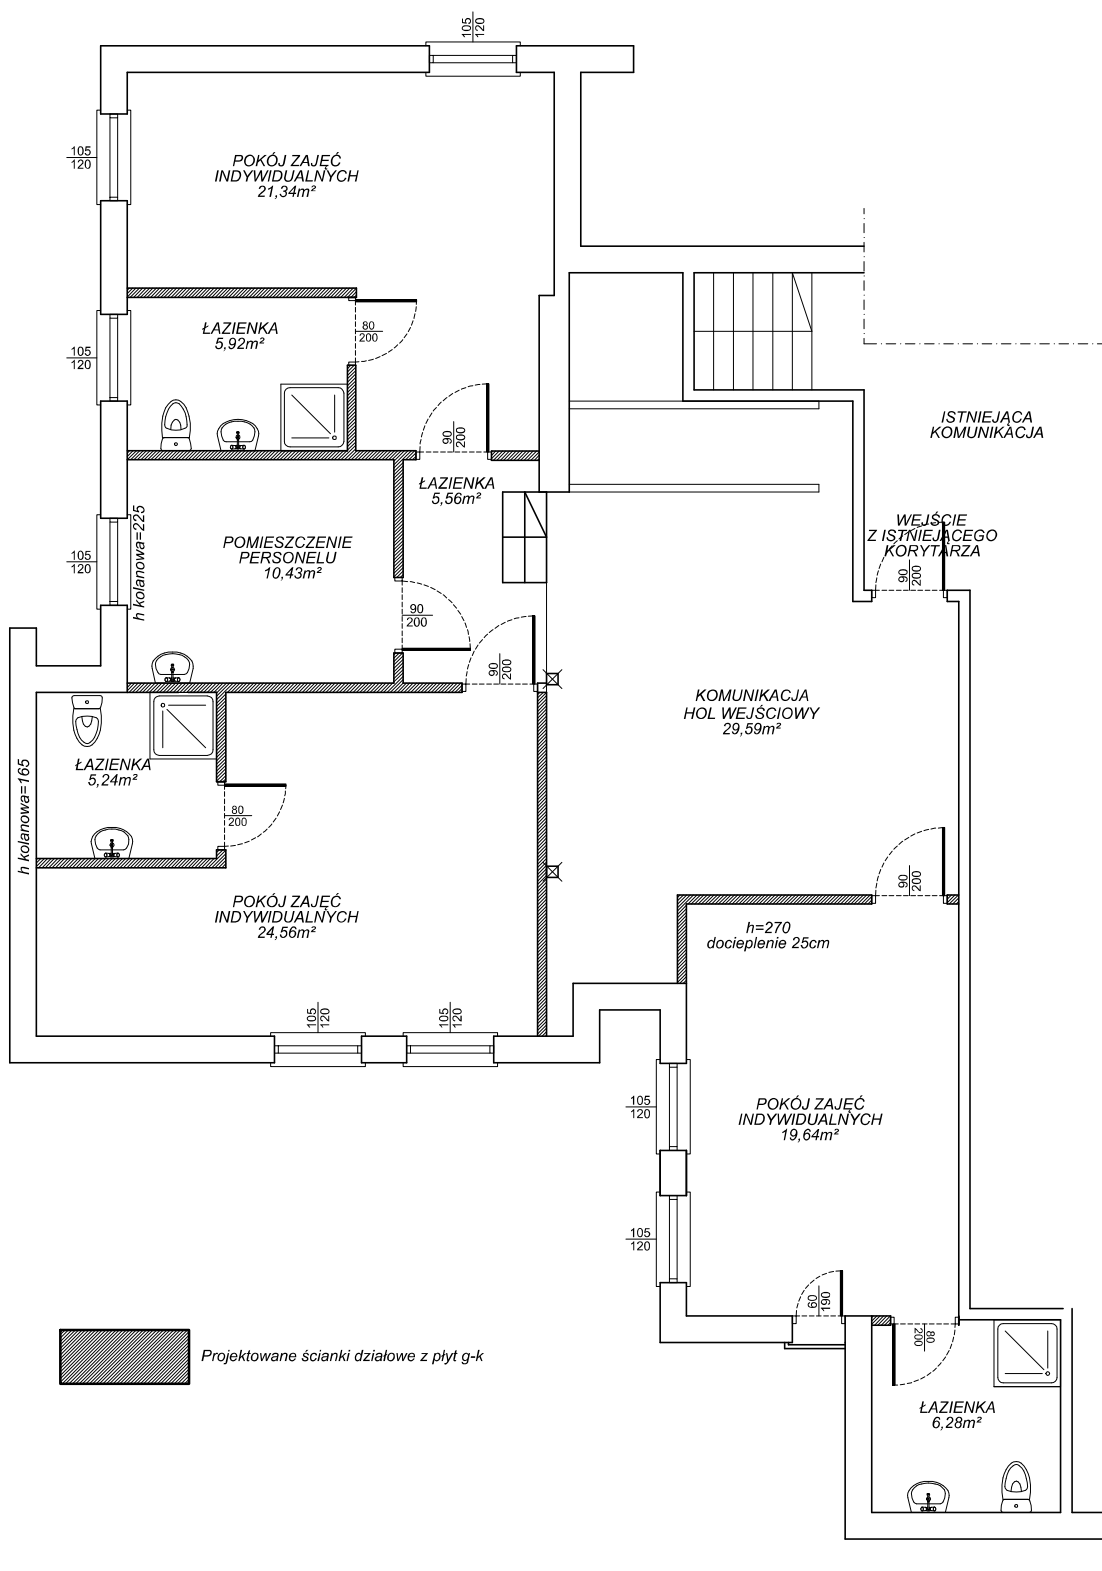 105
120
105
120
POKÓJ ZAJĘĆ
INDYWIDUALNYCH
21,34m²
ŁAZIENKA
5,92m²
80
200
105
120
ISTNIEJĄCA
KOMUNIKACJA
90
200
ŁAZIENKA
5,56m²
WEJŚCIE
Z ISTNIEJĄCEGO
KORYTARZA
90
200
h kolanowa=225
POMIESZCZENIE
PERSONELU
10,43m²
105
120
90
200
90
200
KOMUNIKACJA
HOL WEJŚCIOWY
29,59m²
h kolanowa=165
ŁAZIENKA
5,24m²
80
200
90
200
POKÓJ ZAJĘĆ
INDYWIDUALNYCH
24,56m²
h=270
docieplenie 25cm
105
120
105
120
105
120
POKÓJ ZAJĘĆ
INDYWIDUALNYCH
19,64m²
105
120
60
190
80
200
Projektowane ścianki działowe z płyt g-k
ŁAZIENKA
6,28m²